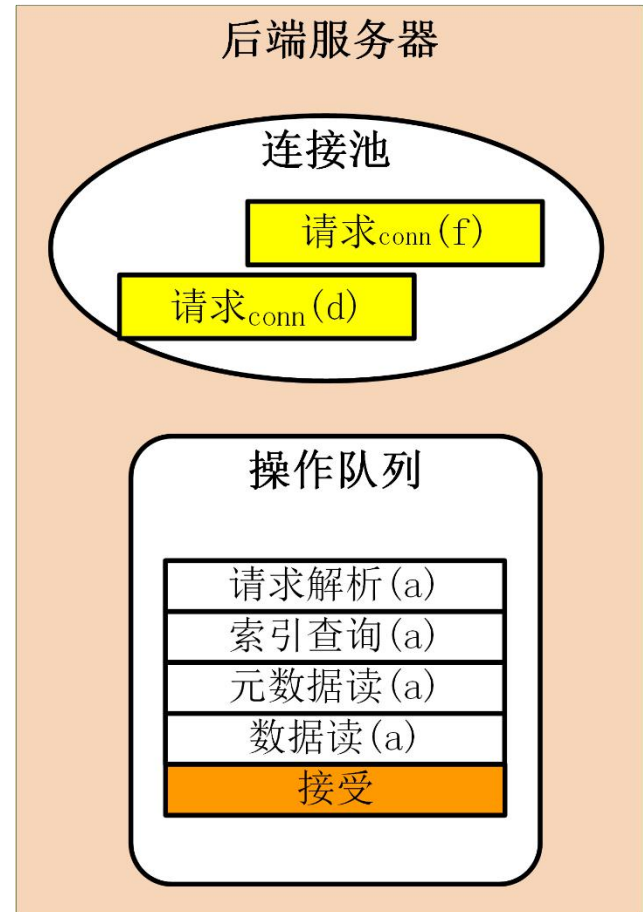 后端服务器
连接池
请求conn(f)
请求conn(d)
操作队列
请求解析(a)
索引查询(a)
元数据读(a)
数据读(a)
接受